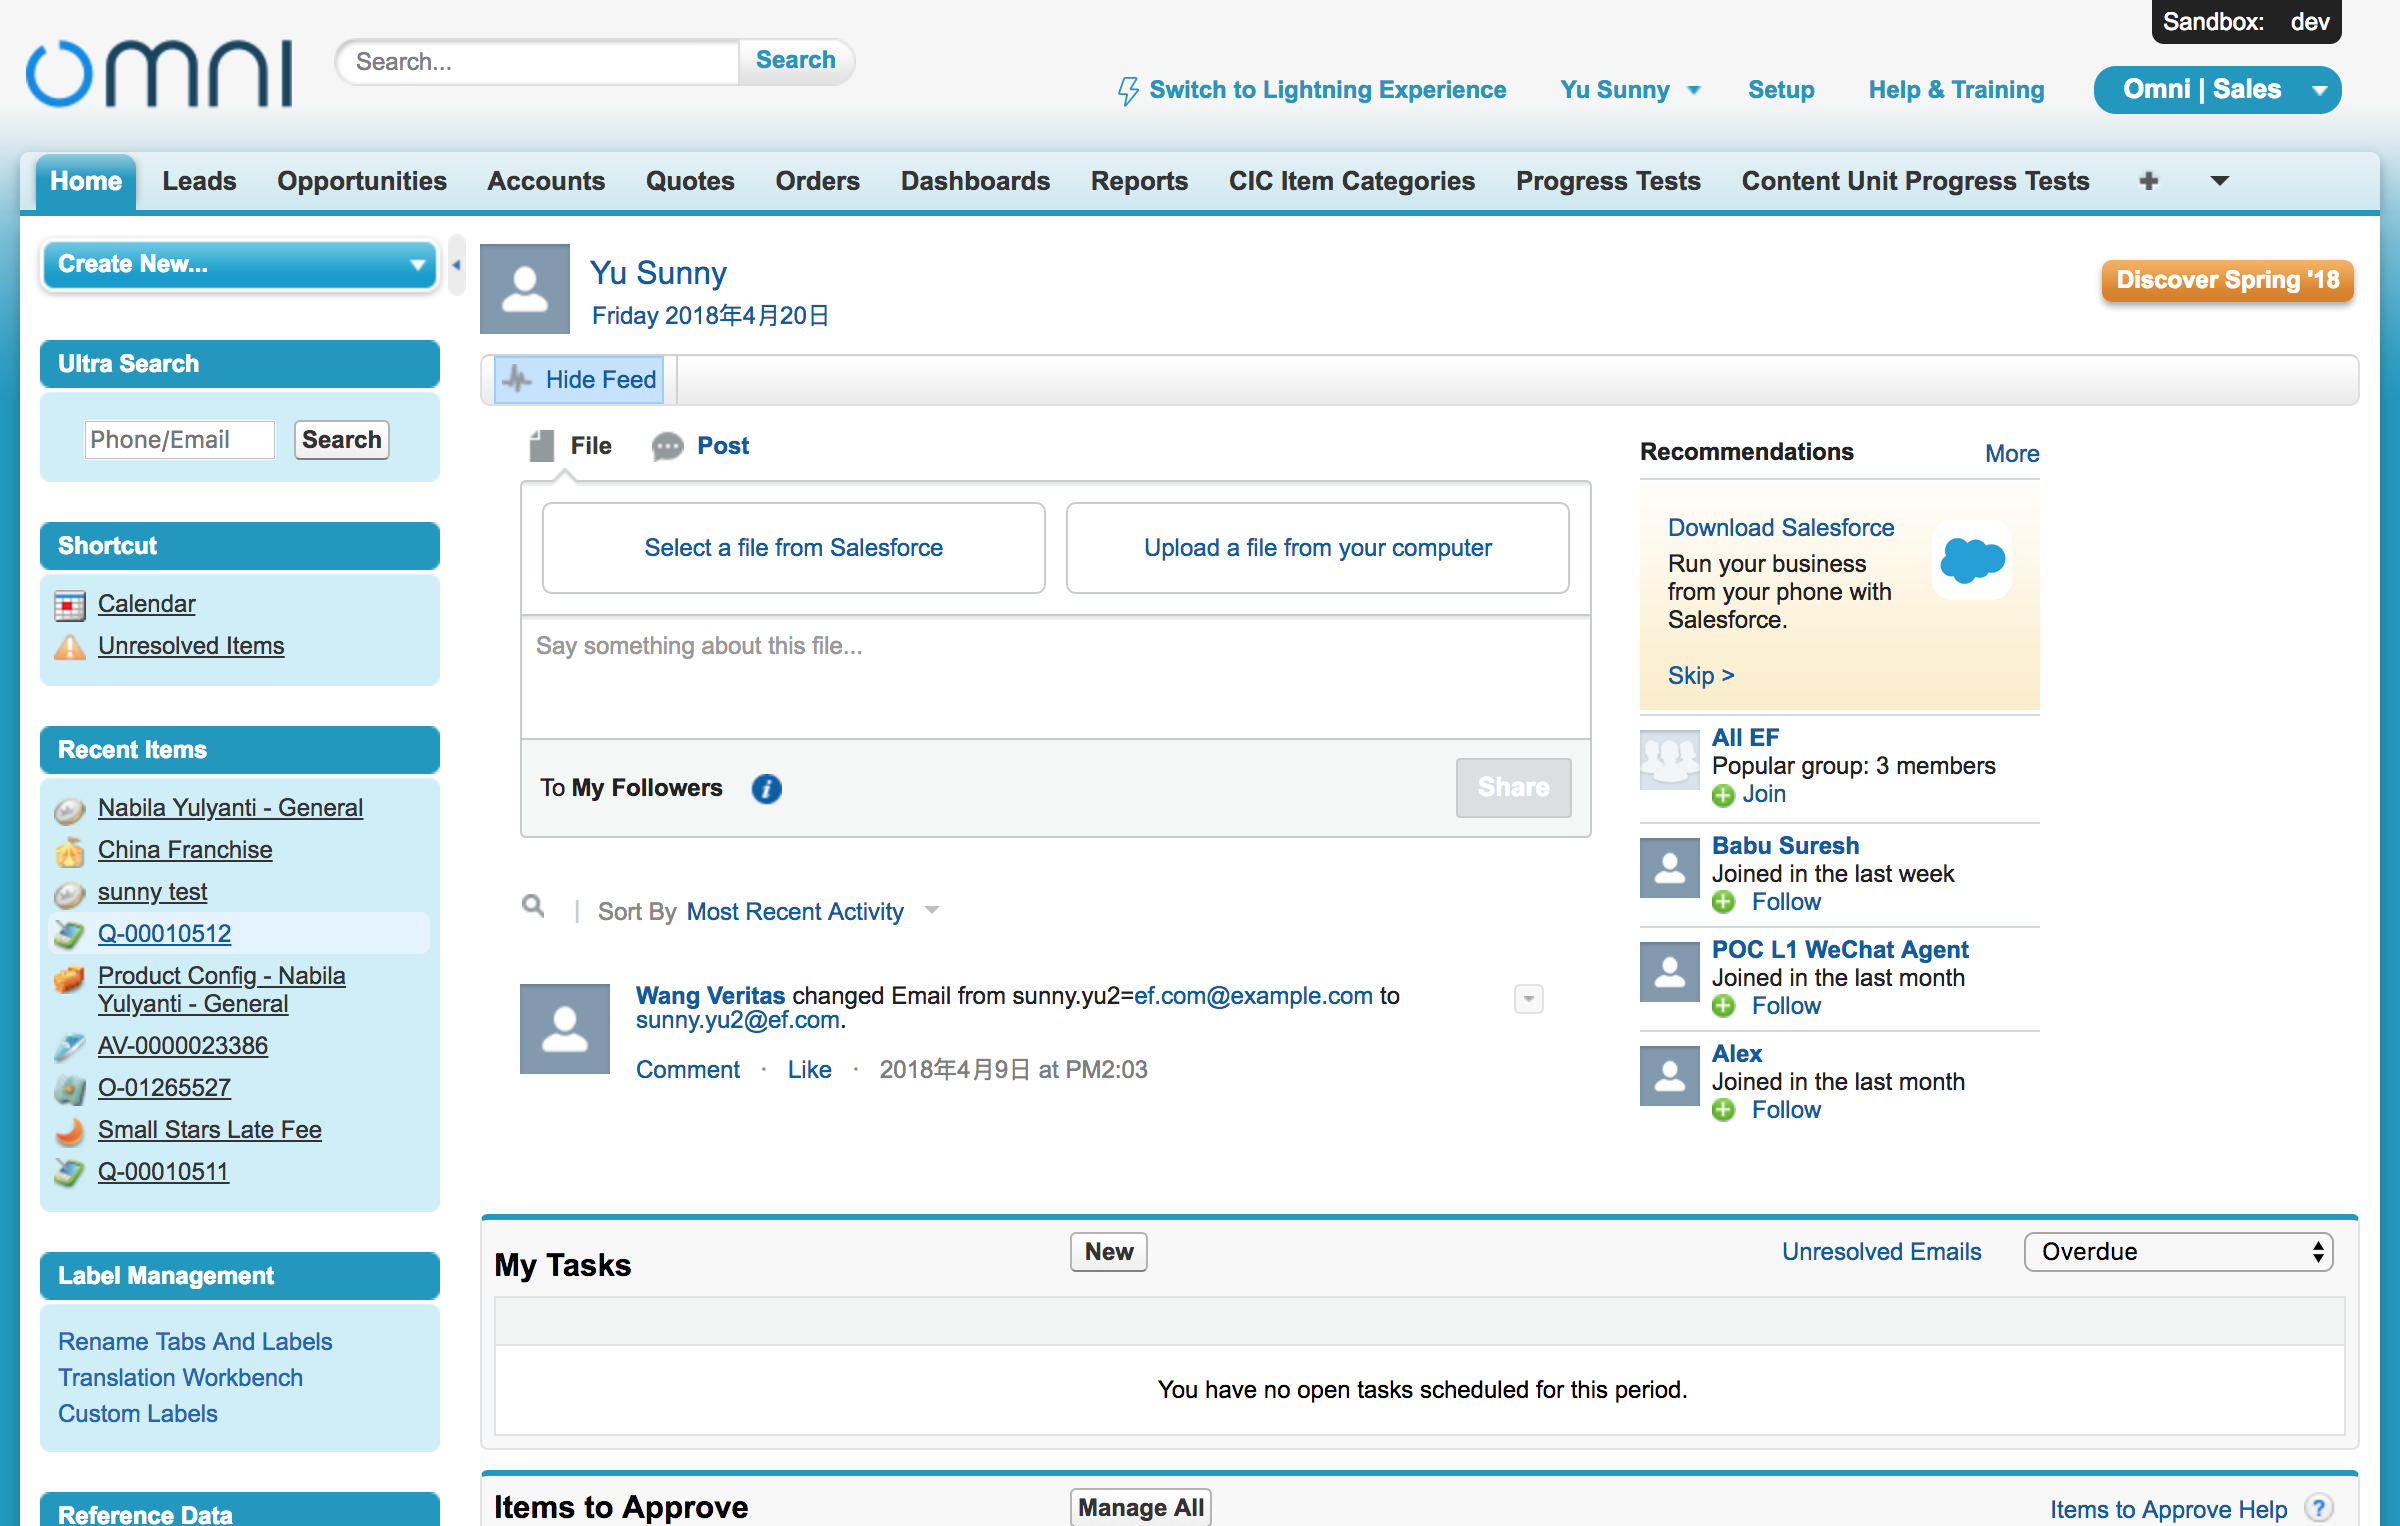 Sandbox: dev
omni
Search...
Search
Switch to Lightning Experience
Yu Sunny
Setup
Help & Training
Omni | Sales
Home
Leads
Opportunities
Accounts
Quotes
Orders
Dashboards
Reports
CIC Item Categories
Progress Tests
Content Unit Progress Tests
Create New...
Ultra Search
Phone/Email
Search
Shortcut
Calendar
Unresolved Items
Recent Items
Nabila Yulyanti - General
China Franchise
sunny test
Q-00010512
Product Config - Nabila
Yulyanti - General
AV-0000023386
O-01265527
Small Stars Late Fee
Q-00010511
Label Management
Rename Tabs And Labels
Translation Workbench
Custom Labels
Reference Data
Yu Sunny
Friday 2018年4月20日
Discover Spring '18
Hide Feed
File
Post
Select a file from Salesforce
Upload a file from your computer
Say something about this file...
To My Followers
Share
Sort By Most Recent Activity
Wang Veritas changed Email from sunny.yu2=ef.com@example.com to
sunny.yu2@ef.com.
Comment · Like · 2018年4月9日 at PM2:03
Recommendations
More
Download Salesforce
Run your business
from your phone with
Salesforce.
Skip >
All EF
Popular group: 3 members
Join
Babu Suresh
Joined in the last week
Follow
POC L1 WeChat Agent
Joined in the last month
Follow
Alex
Joined in the last month
Follow
My Tasks
New
Unresolved Emails
Overdue
You have no open tasks scheduled for this period.
Items to Approve
Manage All
Items to Approve Help
?